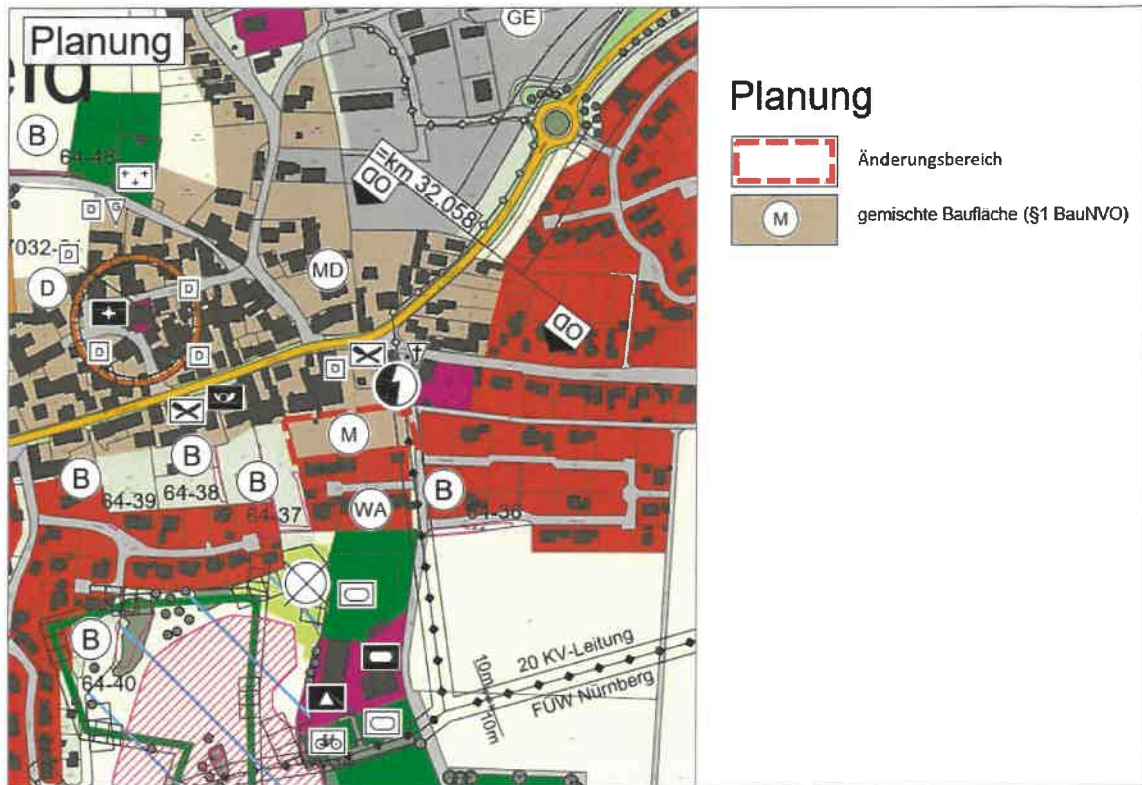 Planung
eld
GE
B
64-48
D
G
=km 32.058
OD
7032-
D
D
D
MD
OD
D
D
D
M
B
B
B
B
64-39
64-38
64-37
WA
64-36
B
64-40
20 KV-Leitung
FÜW Nürnberg
10m
10m
Planung
Änderungsbereich
M
gemischte Baufläche (§1 BauNVO)